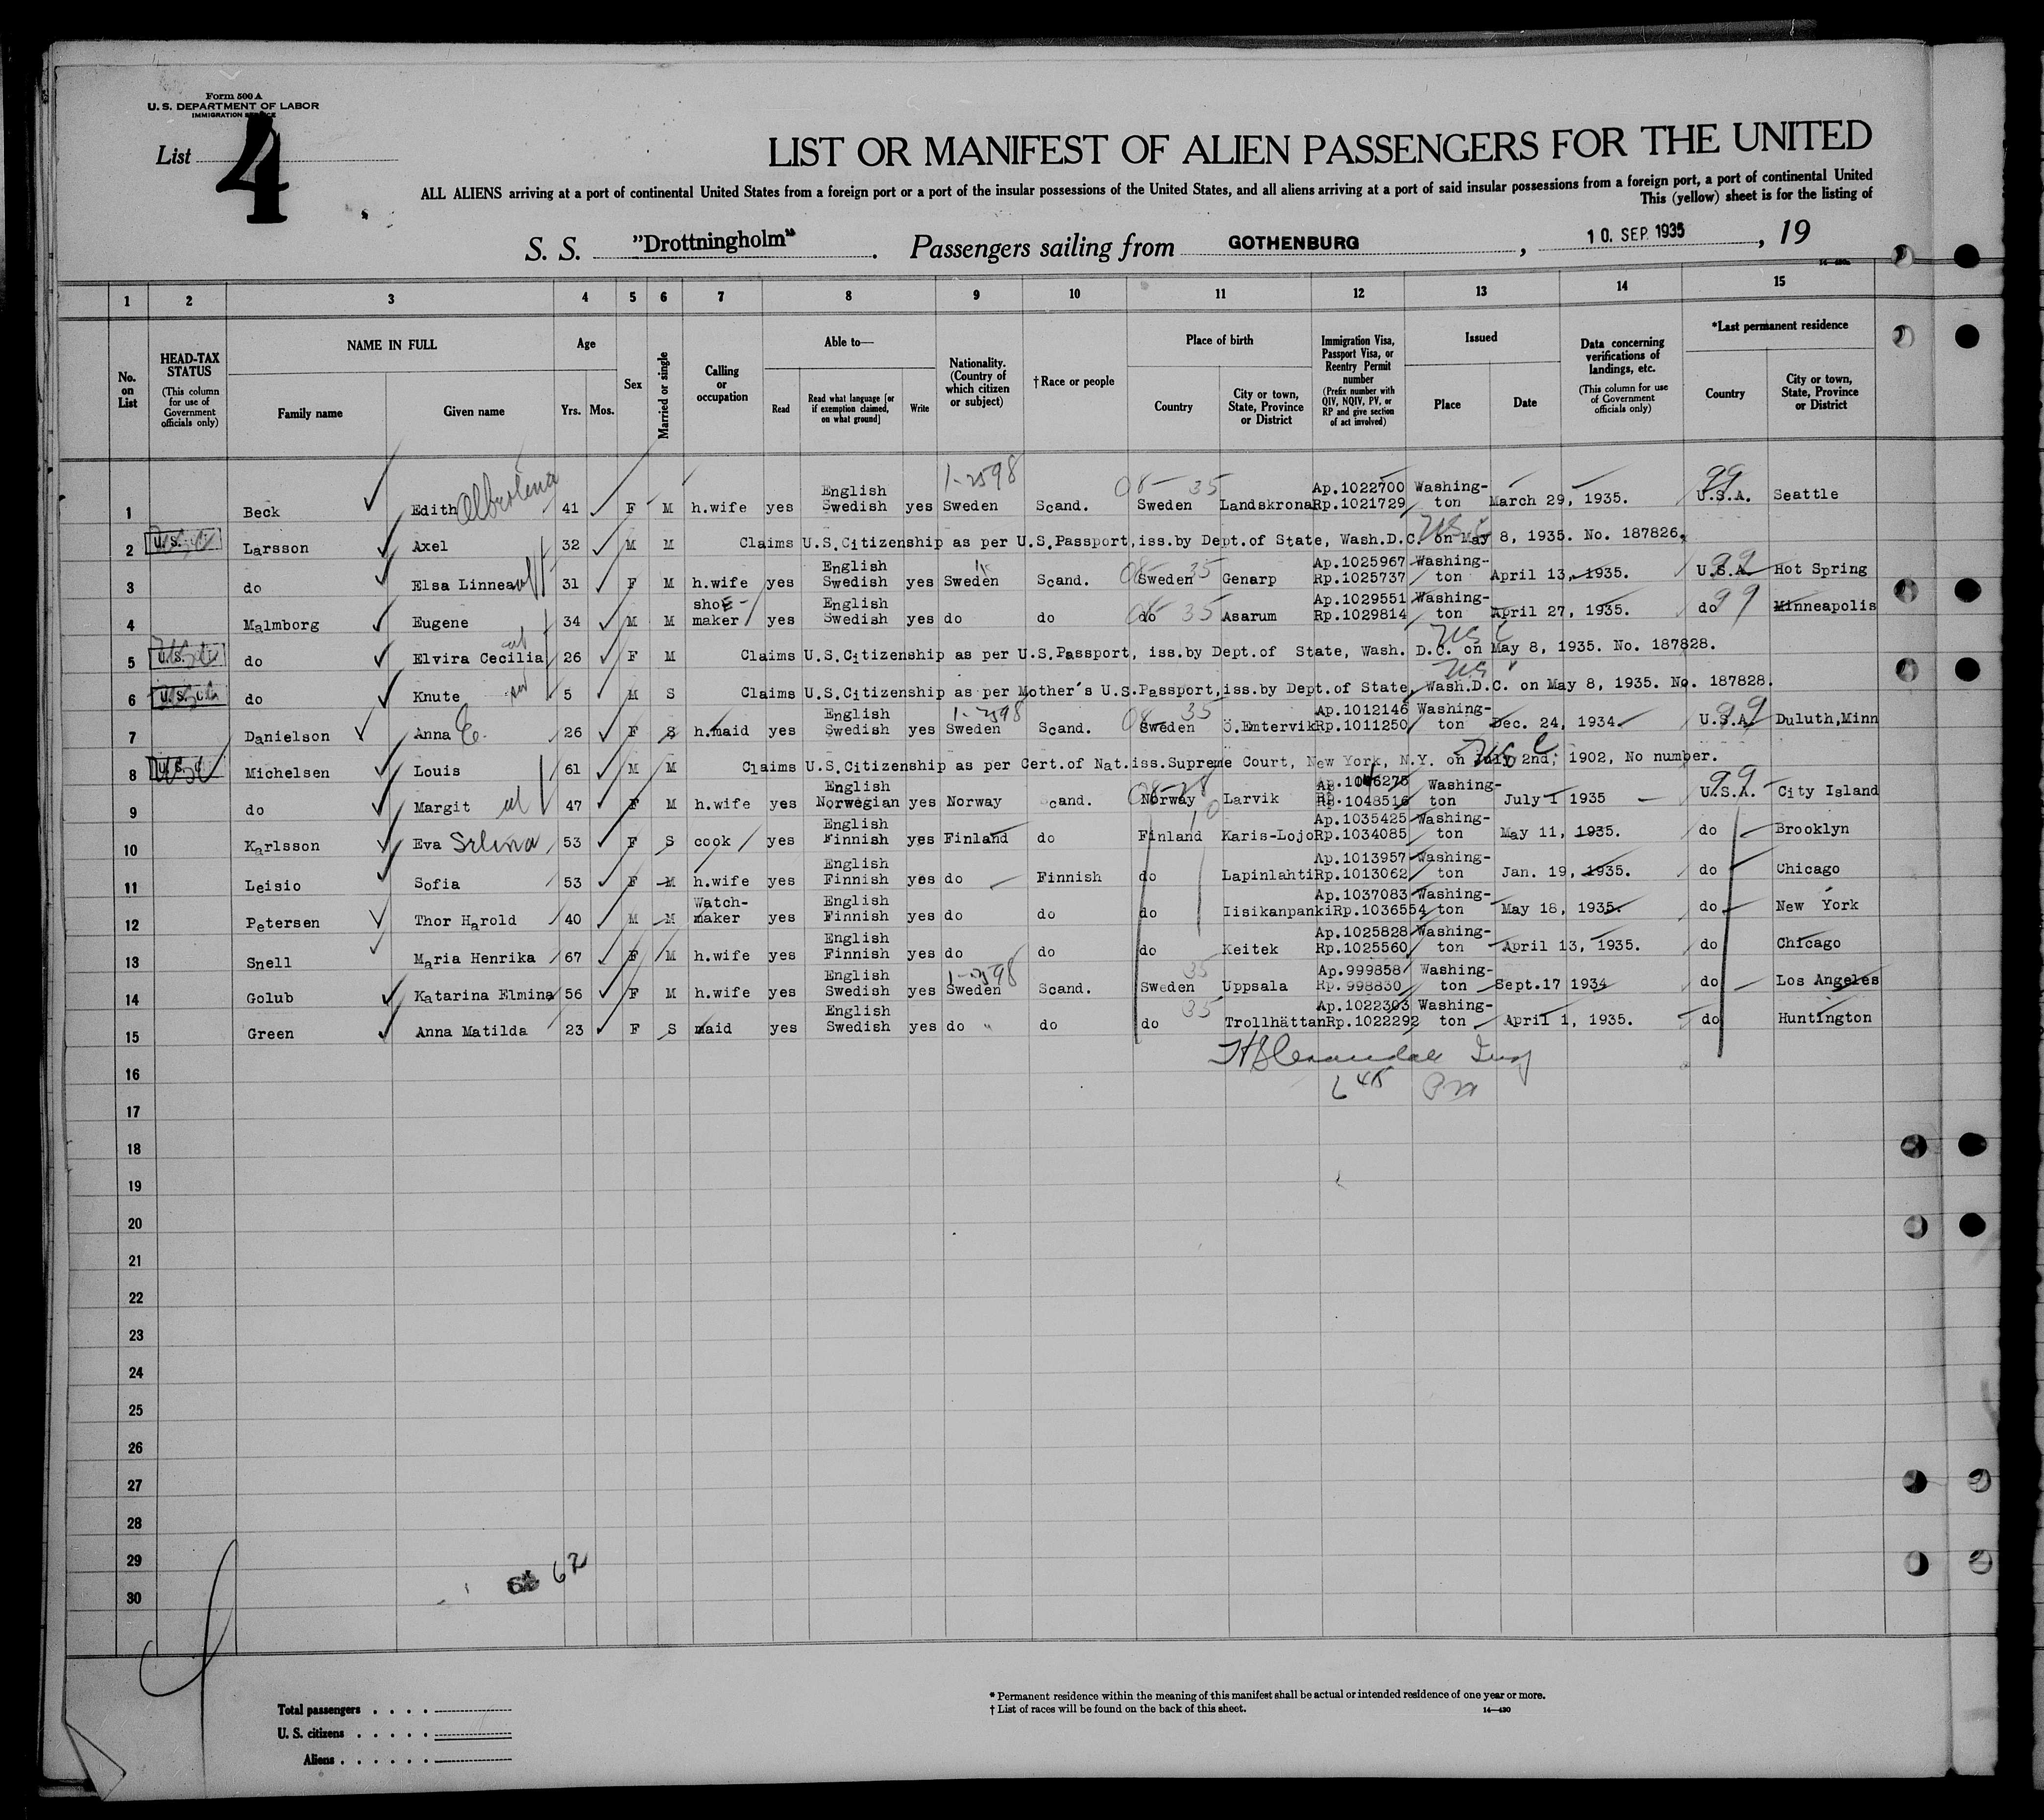 Form 500 A
U. S. DEPARTMENT OF LABOR
IMMIGRATION
List 4
LIST OR MANIFEST OF ALIEN PASSENGERS FOR THE UNITED
ALL ALIENS arriving at a port of continental United States from a foreign port or a port of the insular possessions of the United States, and all aliens arriving at a port of said insular possessions from a foreign port, a port of continental United
This (yellow) sheet is for the listing of
S. S. "Drottningholm". Passengers sailing from GOTHENBURG, 10. SEP. 1935, 19
1 2 3 4 5 6 7 8 9 10 11 12 13 14 15
No. on List
HEAD-TAX STATUS (This column for use of Government officials only)
NAME IN FULL
Family name Given name
Age
Yrs. Mos.
Sex
Married or single
Calling or occupation
Able to—
Read Read what language [or if exemption claimed, on what ground] Write
Nationality. (Country of which citizen or subject)
†Race or people
Place of birth
Country City or town, State, Province or District
Immigration Visa, Passport Visa, or Reentry Permit number (Prefix number with QIV, NQIV, PV, or RP and give section of act involved)
Issued
Place Date
Data concerning verifications of landings, etc. (This column for use of Government officials only)
*Last permanent residence
Country City or town, State, Province or District
1 Beck Edith 41 F M h.wife yes English Swedish yes Sweden Scand. Sweden Landskrona Ap.1022700 Rp.1021729 Washington March 29, 1935. U.S.A. Seattle
2 U.S. Larsson Axel 32 M M Claims U.S.Citizenship as per U.S.Passport,iss.by Dept.of State, Wash.D.C. on May 8, 1935. No. 187826.
3 do Elsa Linnea 31 F M h.wife yes English Swedish yes Sweden Scand. Sweden Genarp Ap.1025967 Rp.1025737 Washington April 13, 1935. U.S.A. Hot Spring
4 Malmborg Eugene 34 M M shoe-maker yes English Swedish yes do do do Asarum Ap.1029551 Rp.1029814 Washington April 27, 1935. do Minneapolis
5 U.S. do Elvira Cecilia 26 F M Claims U.S.Citizenship as per U.S.Passport, iss.by Dept.of State, Wash. D.C. on May 8, 1935. No. 187828.
6 U.S. do Knute 5 M S Claims U.S.Citizenship as per Mother's U.S.Passport,iss.by Dept.of State, Wash.D.C. on May 8, 1935. No. 187828.
7 Danielson Anna E. 26 F S h.maid yes English Swedish yes Sweden Scand. Sweden Ö.Emtervik Ap.1012146 Rp.1011250 Washington Dec. 24, 1934. U.S.A. Duluth,Minn
8 U.S. Michelsen Louis 61 M M Claims U.S.Citizenship as per Cert.of Nat.iss.Supreme Court, New York, N.Y. on July 2nd, 1902, No number.
9 do Margit 47 F M h.wife yes English Norwegian yes Norway Scand. Norway Larvik Rp.1048516 Washington July 1 1935 U.S.A. City Island
10 Karlsson Eva Selina 53 F S cook yes English Finnish yes Finland do Finland Karis-Lojo Ap.1035425 Rp.1034085 Washington May 11, 1935. do Brooklyn
11 Leisio Sofia 53 F M h.wife yes English Finnish yes do Finnish do Lapinlahti Ap.1013957 Rp.1013062 Washington Jan. 19, 1935. do Chicago
12 Petersen Thor Harold 40 M M Watch-maker yes English Finnish yes do do do Iisikanpanki Ap.1037083 Rp.1036554 Washington May 18, 1935. do New York
13 Snell Maria Henrika 67 F M h.wife yes English Finnish yes do do do Keitek Ap.1025828 Rp.1025560 Washington April 13, 1935. do Chicago
14 Golub Katarina Elmina 56 F M h.wife yes English Swedish yes Sweden Scand. Sweden Uppsala Ap.999858 Rp.998830 Washington Sept.17 1934 do Los Angeles
15 Green Anna Matilda 23 F S maid yes English Swedish yes do do do Trollhättan Ap.1022303 Rp.1022292 Washington April 1, 1935. do Huntington
16
17
18
19
20
21
22
23
24
25
26
27
28
29
30
62
Total passengers
U. S. citizens
Aliens
* Permanent residence within the meaning of this manifest shall be actual or intended residence of one year or more.
† List of races will be found on the back of this sheet.
14—430